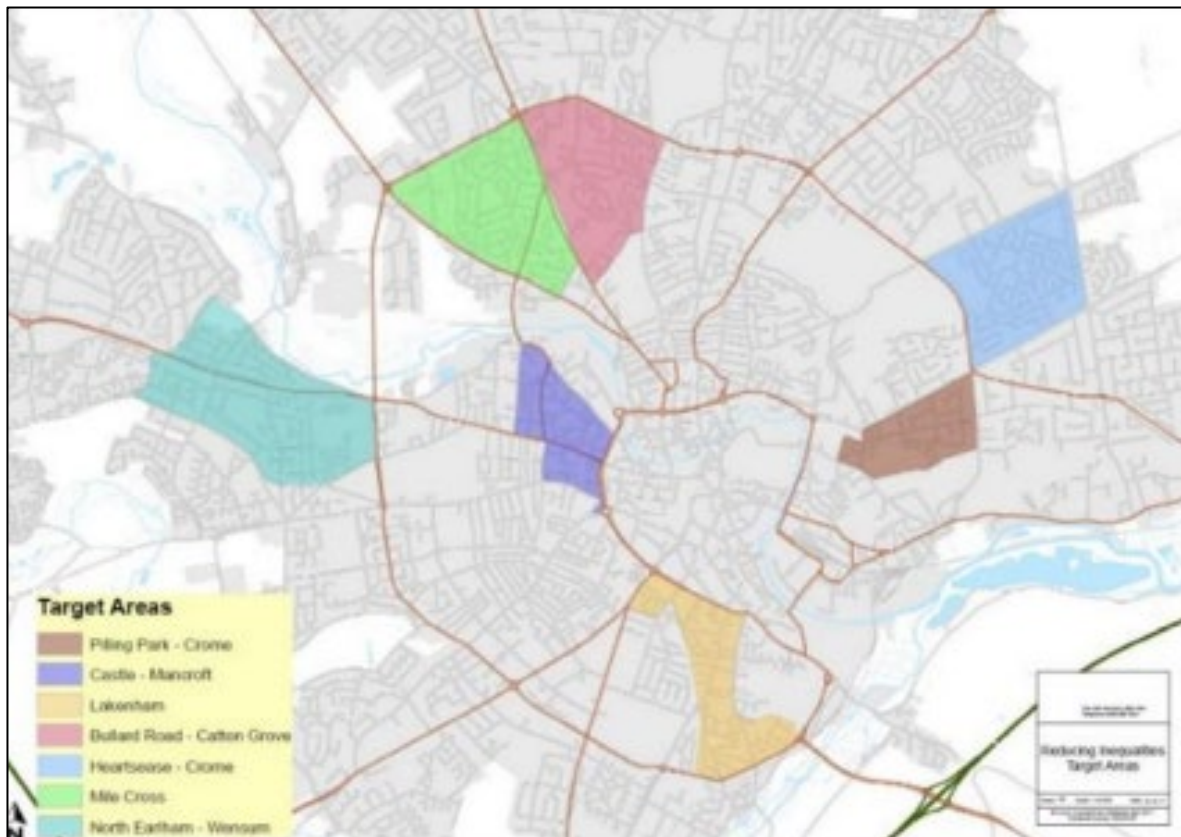 Target Areas
Pilling Park - Crome
Castle - Mancroft
Lakenham
Bullard Road - Catton Grove
Heartsease - Crome
Mile Cross
North Earlham - Wensum
Reducing Inequalities
Target Areas